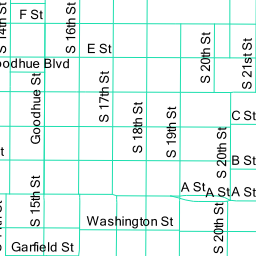 F St
S 14th St
S 16th St
E St
S 20th St
S 21st St
oodhue Blvd
Goodhue St
S 17th St
S 18th St
S 19th St
C St
S 20th St
B St
A St
A St
A St
S 15th St
Washington St
S 20th St
Garfield St